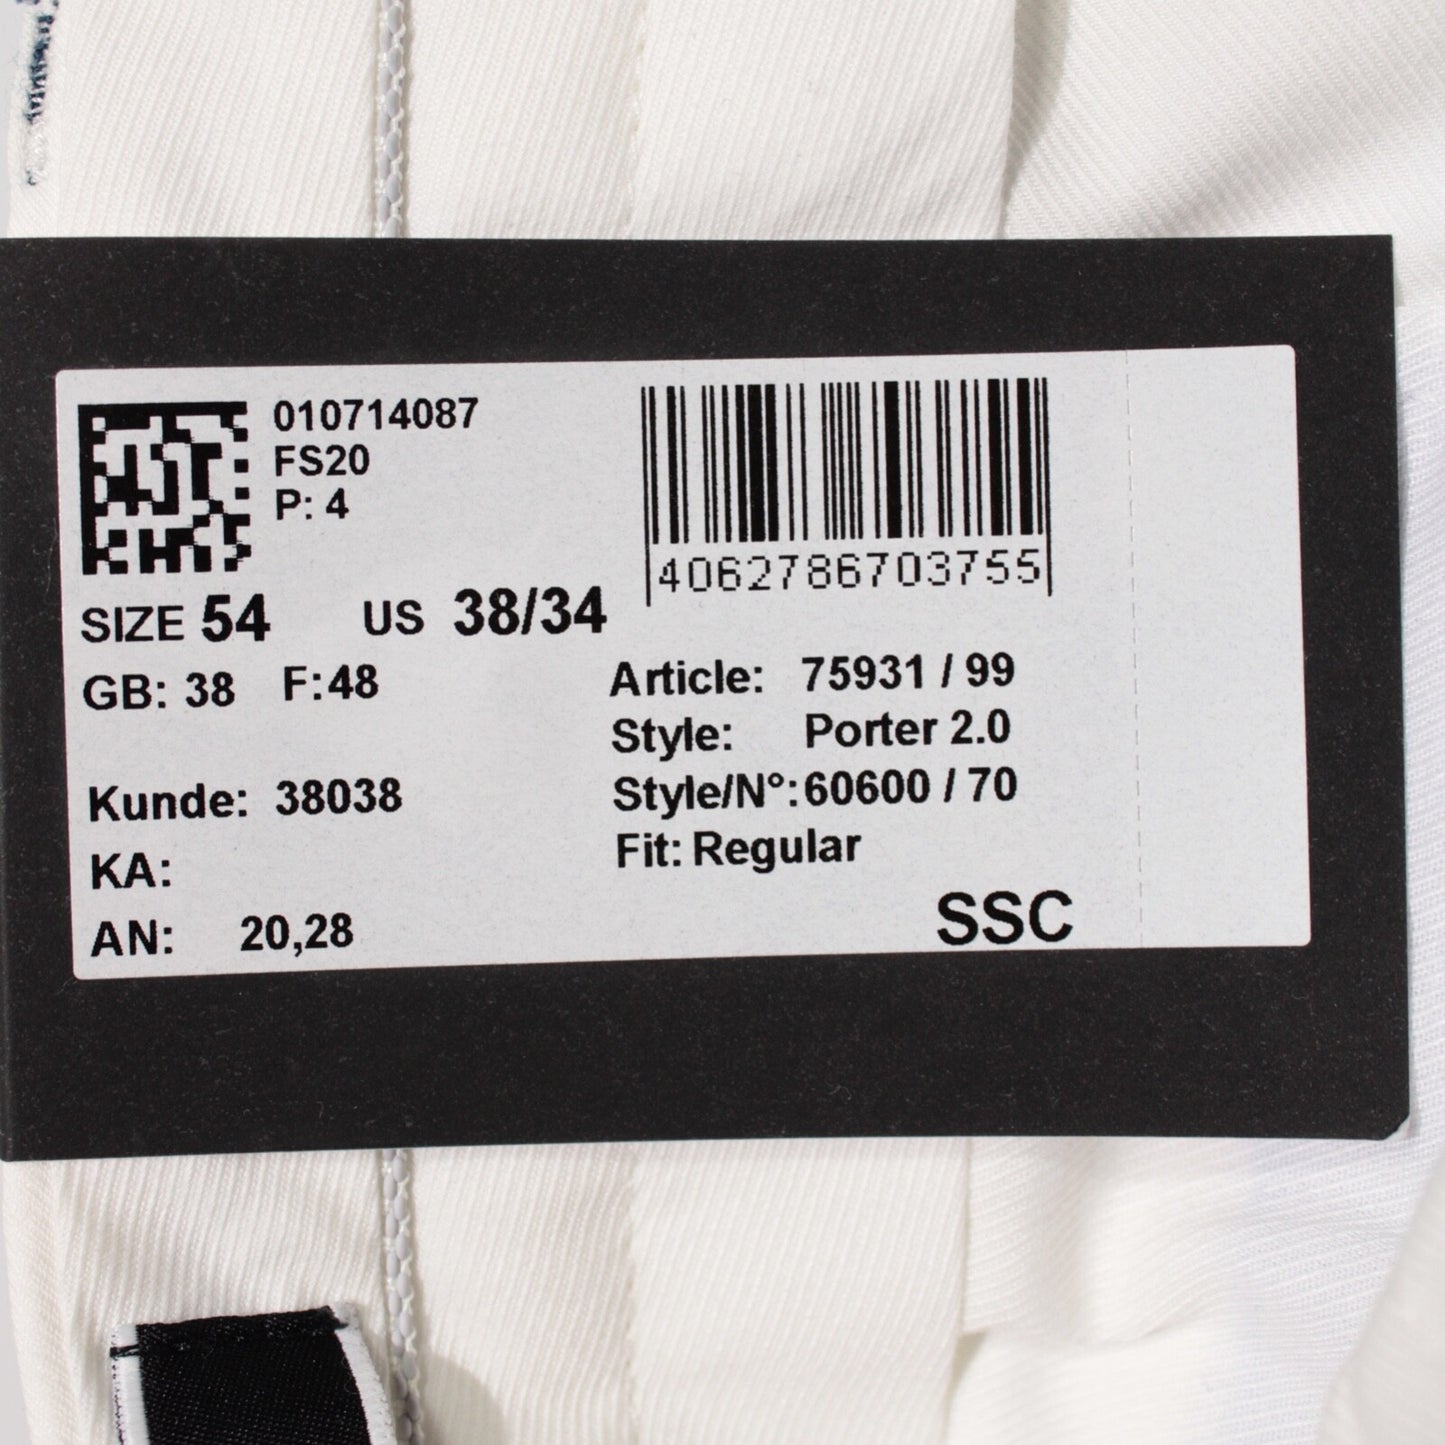 010714087
FS20
P: 4
4062786703755
SIZE 54 US 38/34
GB: 38 F:48
Article: 75931 / 99
Style: Porter 2.0
Kunde: 38038
Style/N°:60600 / 70
KA:
Fit: Regular
AN: 20,28
SSC